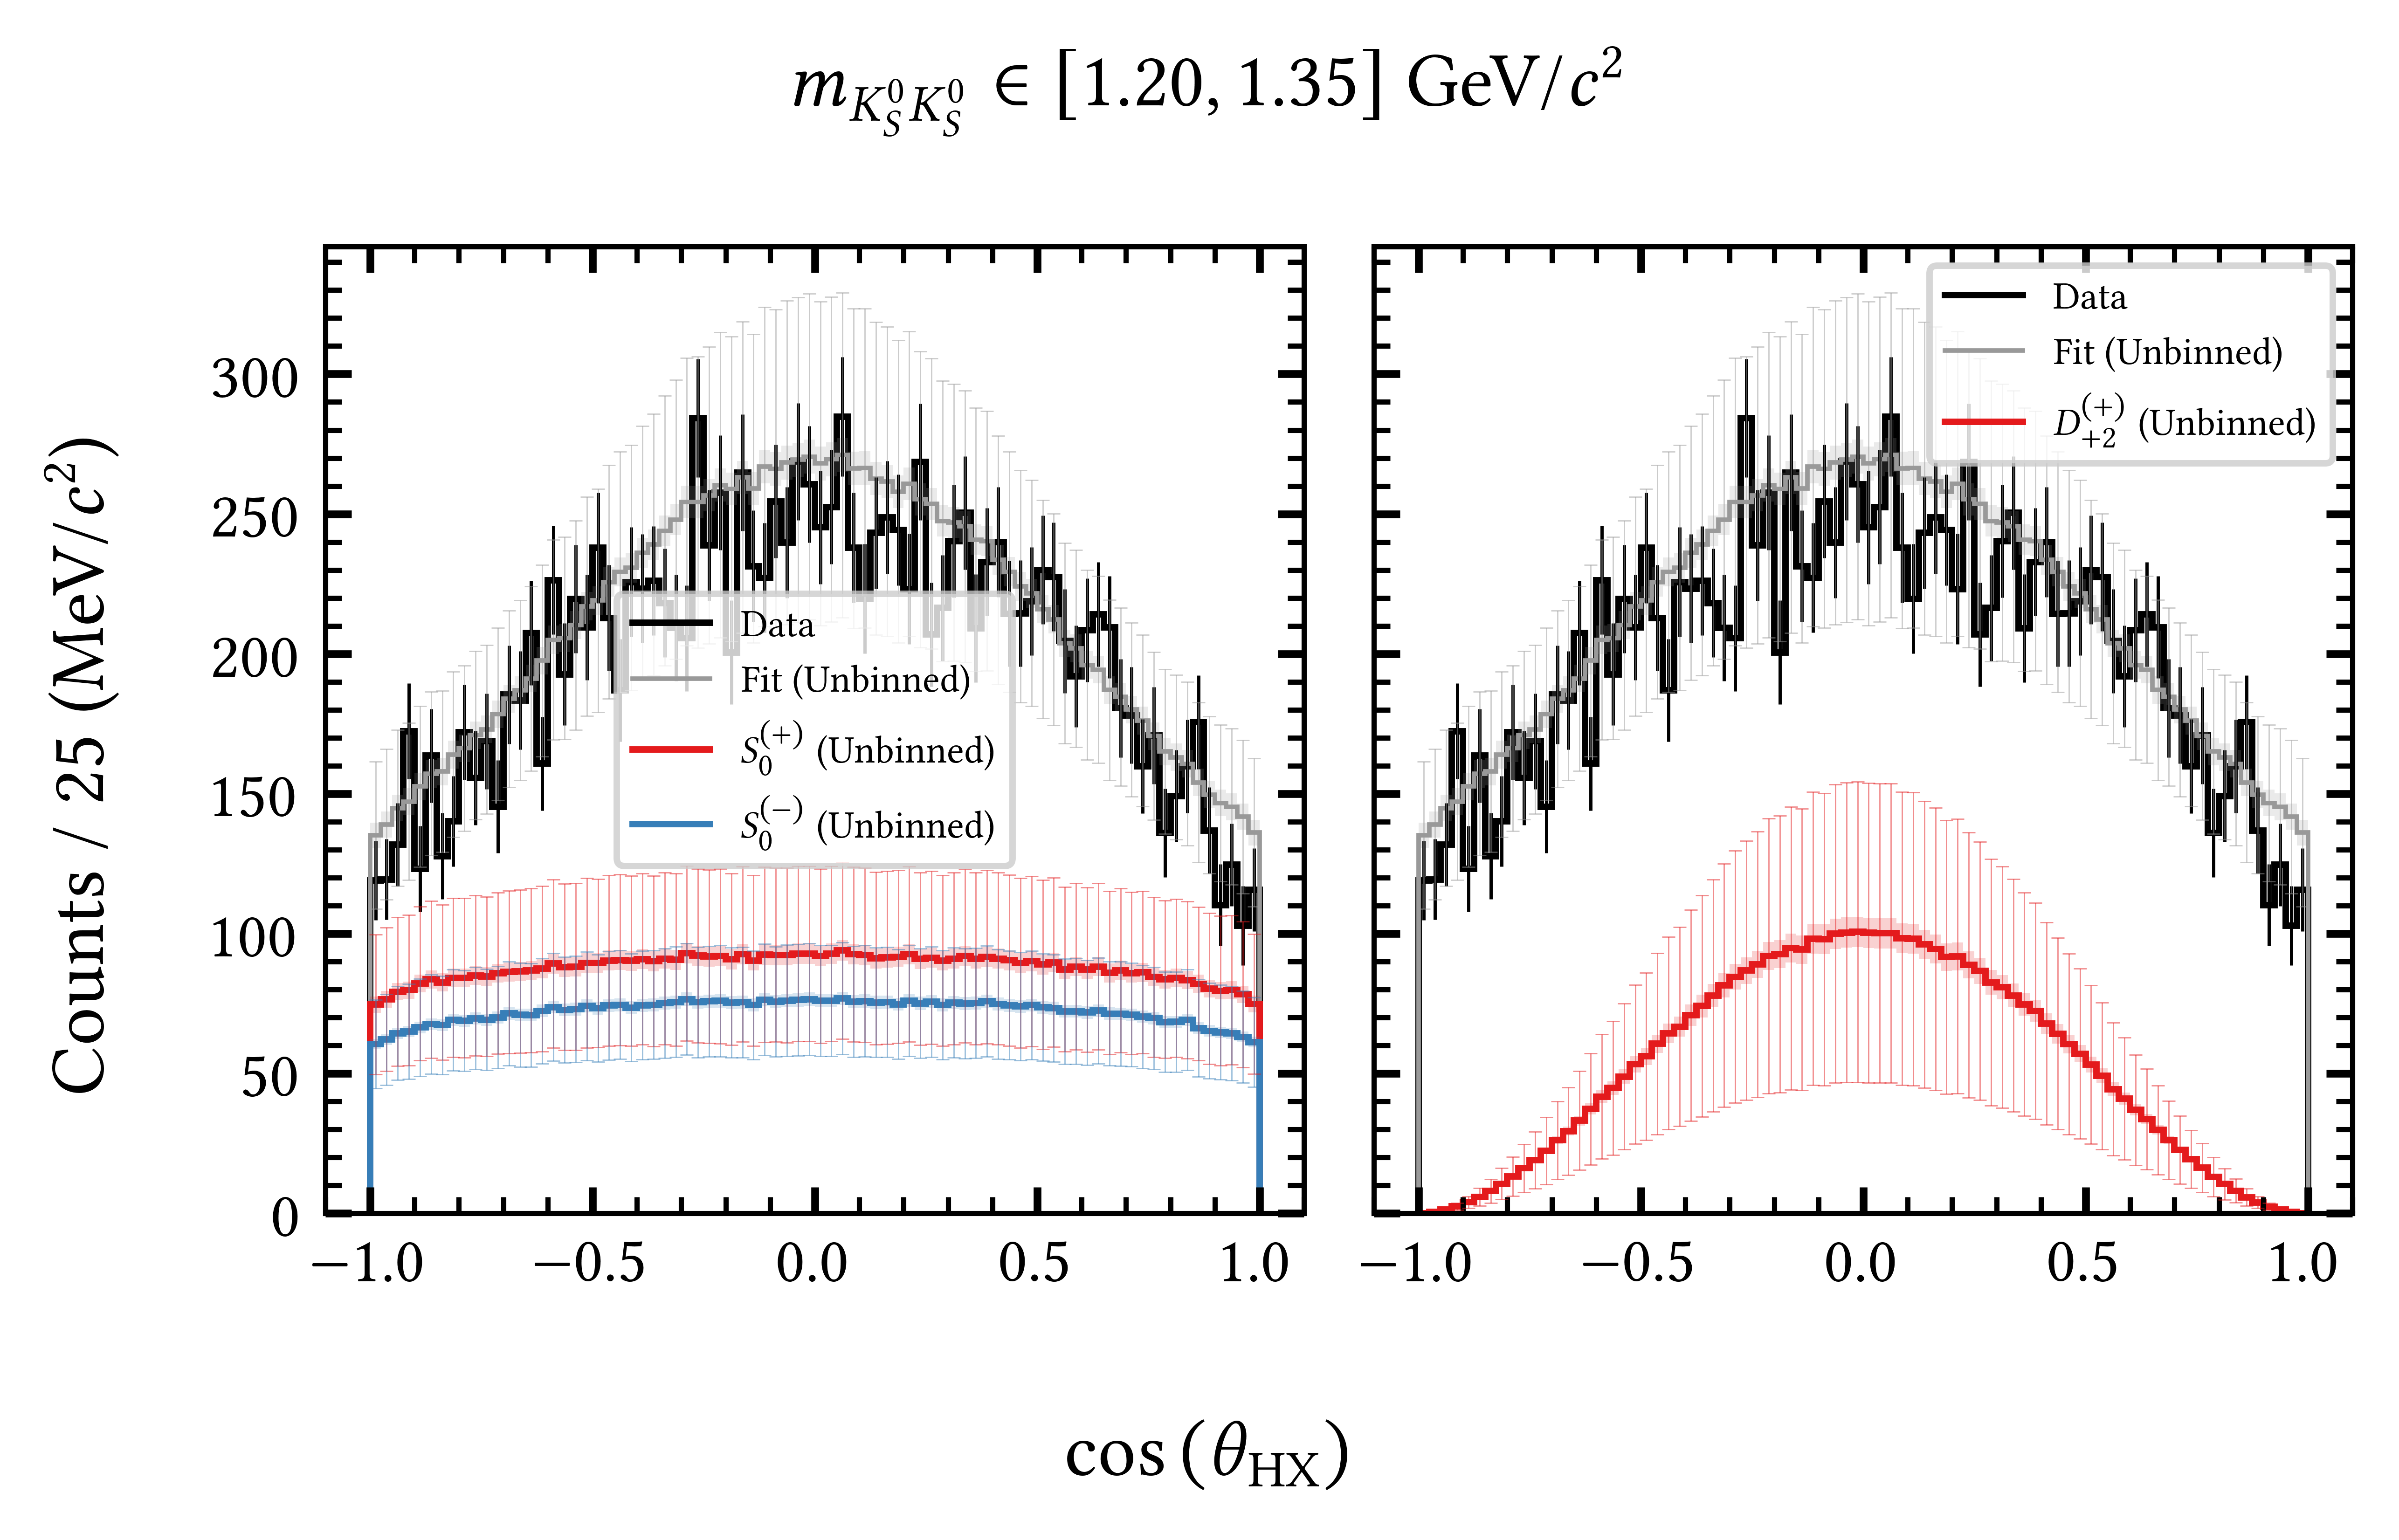 m_{K_S^0 K_S^0} ∈ [1.20, 1.35] GeV/c²
Counts / 25 (MeV/c²)
300
250
200
150
100
50
0
Data
Fit (Unbinned)
S_0^{(+)} (Unbinned)
S_0^{(−)} (Unbinned)
−1.0 −0.5 0.0 0.5 1.0
Data
Fit (Unbinned)
D_{+2}^{(+)} (Unbinned)
−1.0 −0.5 0.0 0.5 1.0
cos (θ_{HX})